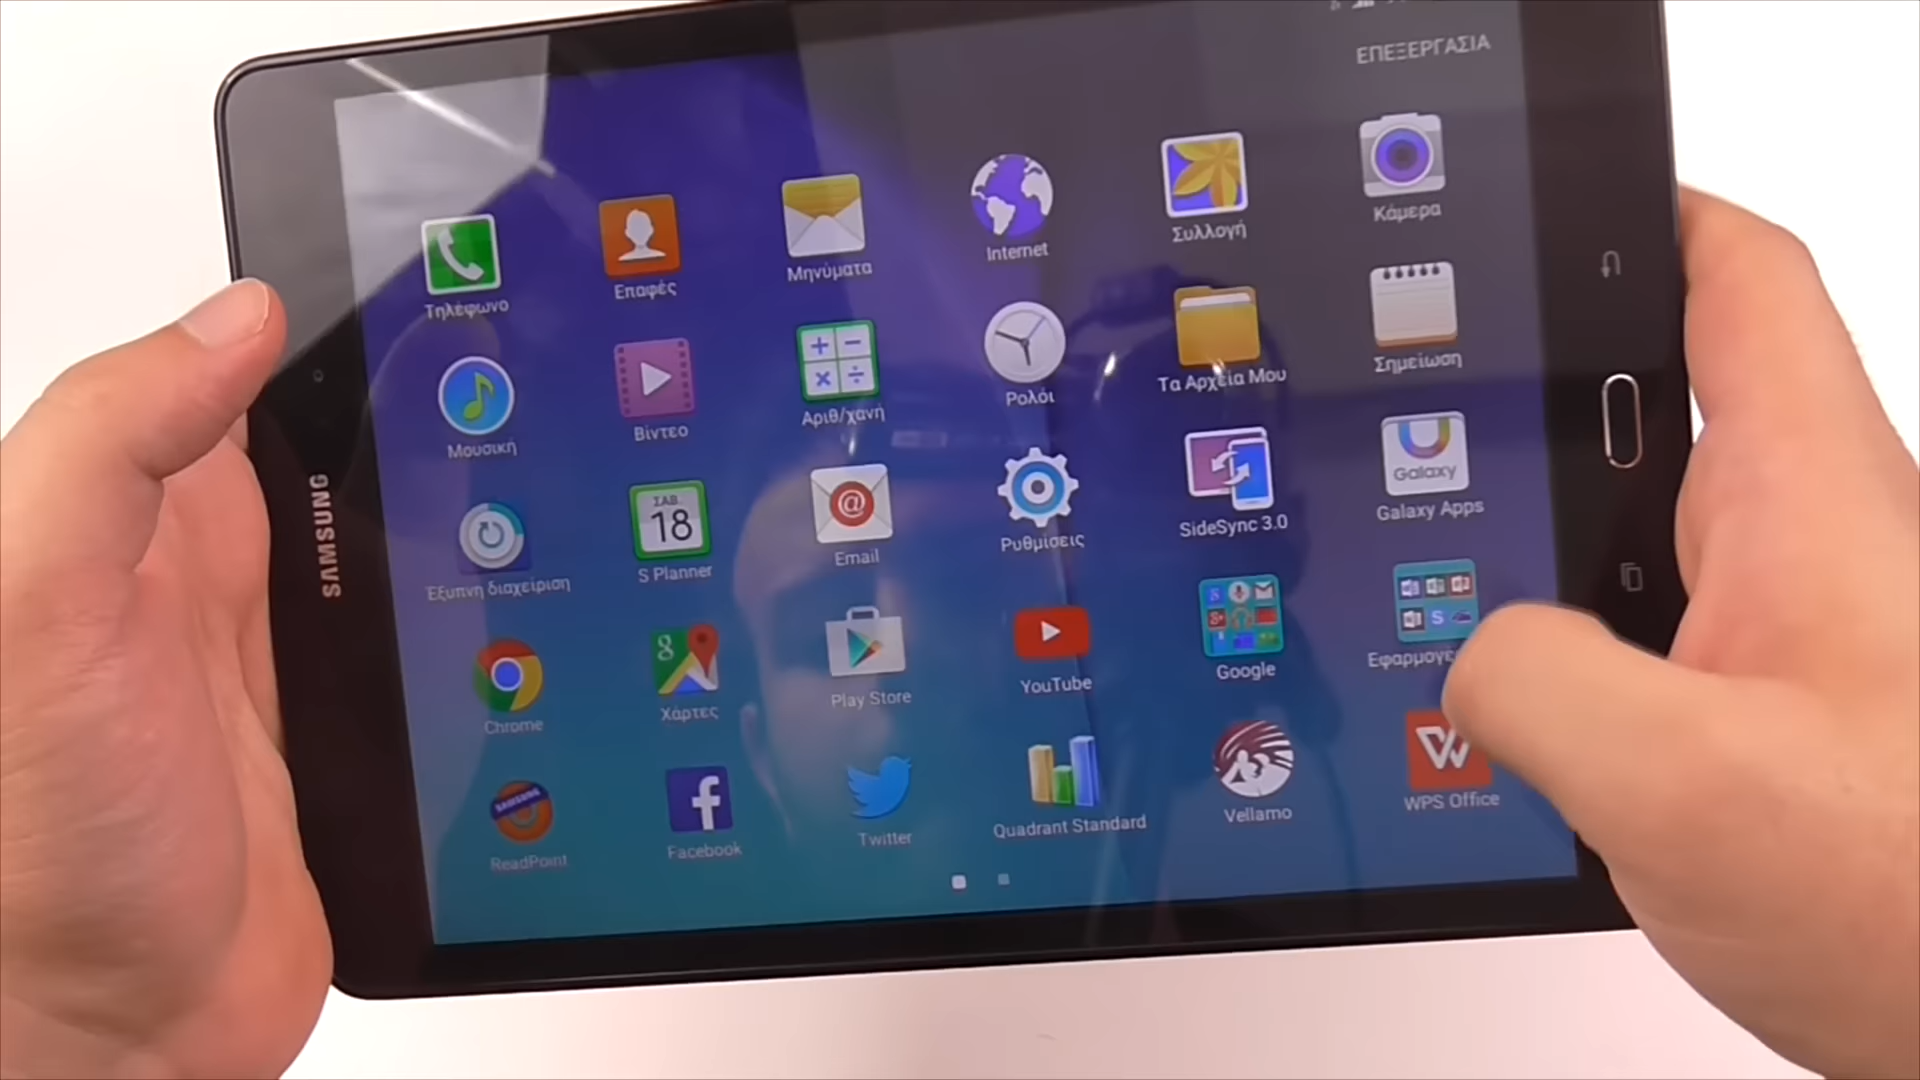 ΕΠΕΞΕΡΓΑΣΙΑ
Τηλέφωνο
Επαφές
Μηνύματα
Internet
Συλλογή
Κάμερα
Μουσική
Βίντεο
Αριθ/χανή
Ρολόι
Τα Αρχεία Μου
Σημείωση
ΣΑΒ.
18
@
Galaxy
Έξυπνη διαχείριση
S Planner
Email
Ρυθμίσεις
SideSync 3.0
Galaxy Apps
Chrome
Χάρτες
Play Store
YouTube
Google
SAMSUNG
ReadPoint
Facebook
Twitter
Quadrant Standard
Vellamo
WPS Office
SAMSUNG